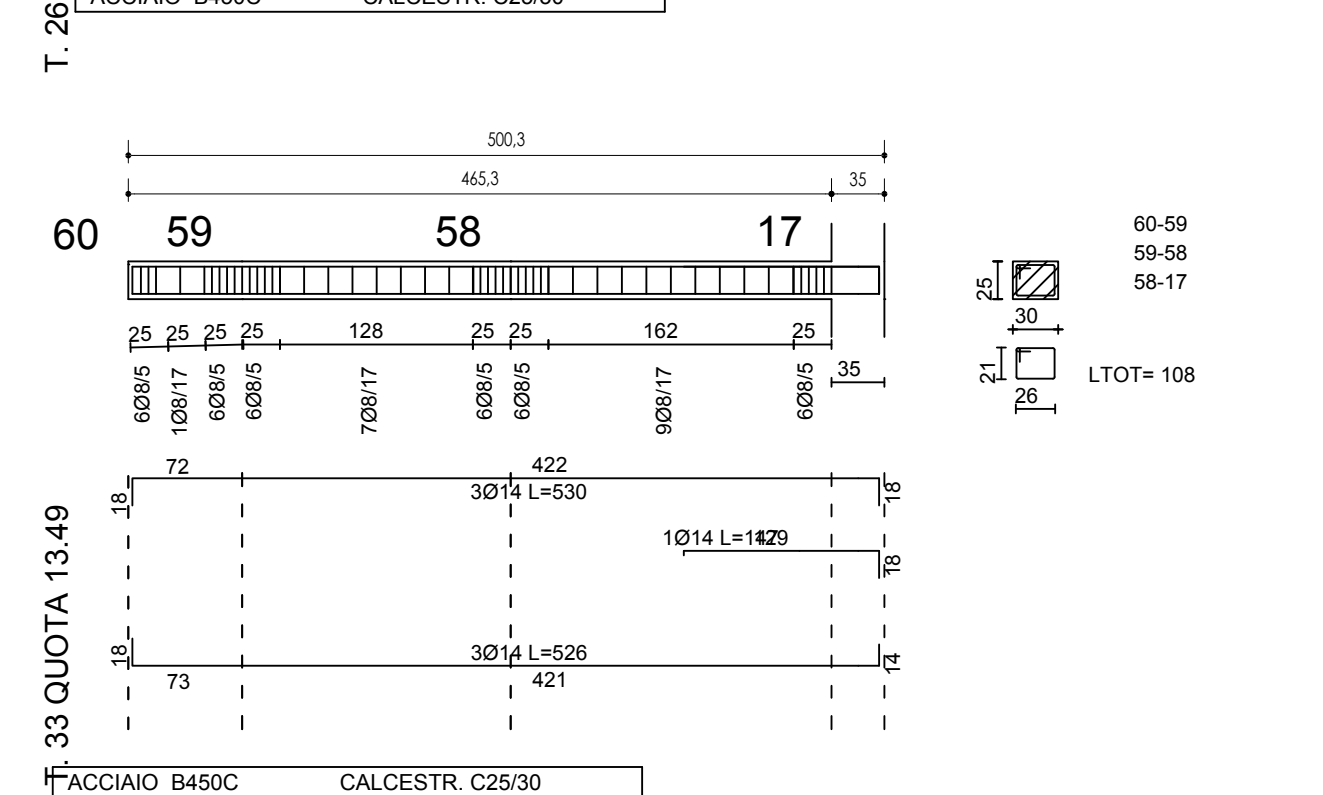 T. 26
ACCIAIO B450C CALCESTR. C25/30
500,3
465,3 35
60 59 58 17
60-59
59-58
58-17
25
30
25 25 25 25 128 25 25 162 25
35
6Ø8/5 1Ø8/17 6Ø8/5 6Ø8/5 7Ø8/17 6Ø8/5 6Ø8/5 9Ø8/17 6Ø8/5
21
26
LTOT= 108
72 422
18 3Ø14 L=530 18
1Ø14 L=147 129
18
18 3Ø14 L=526 14
73 421
T. 33 QUOTA 13.49
ACCIAIO B450C CALCESTR. C25/30